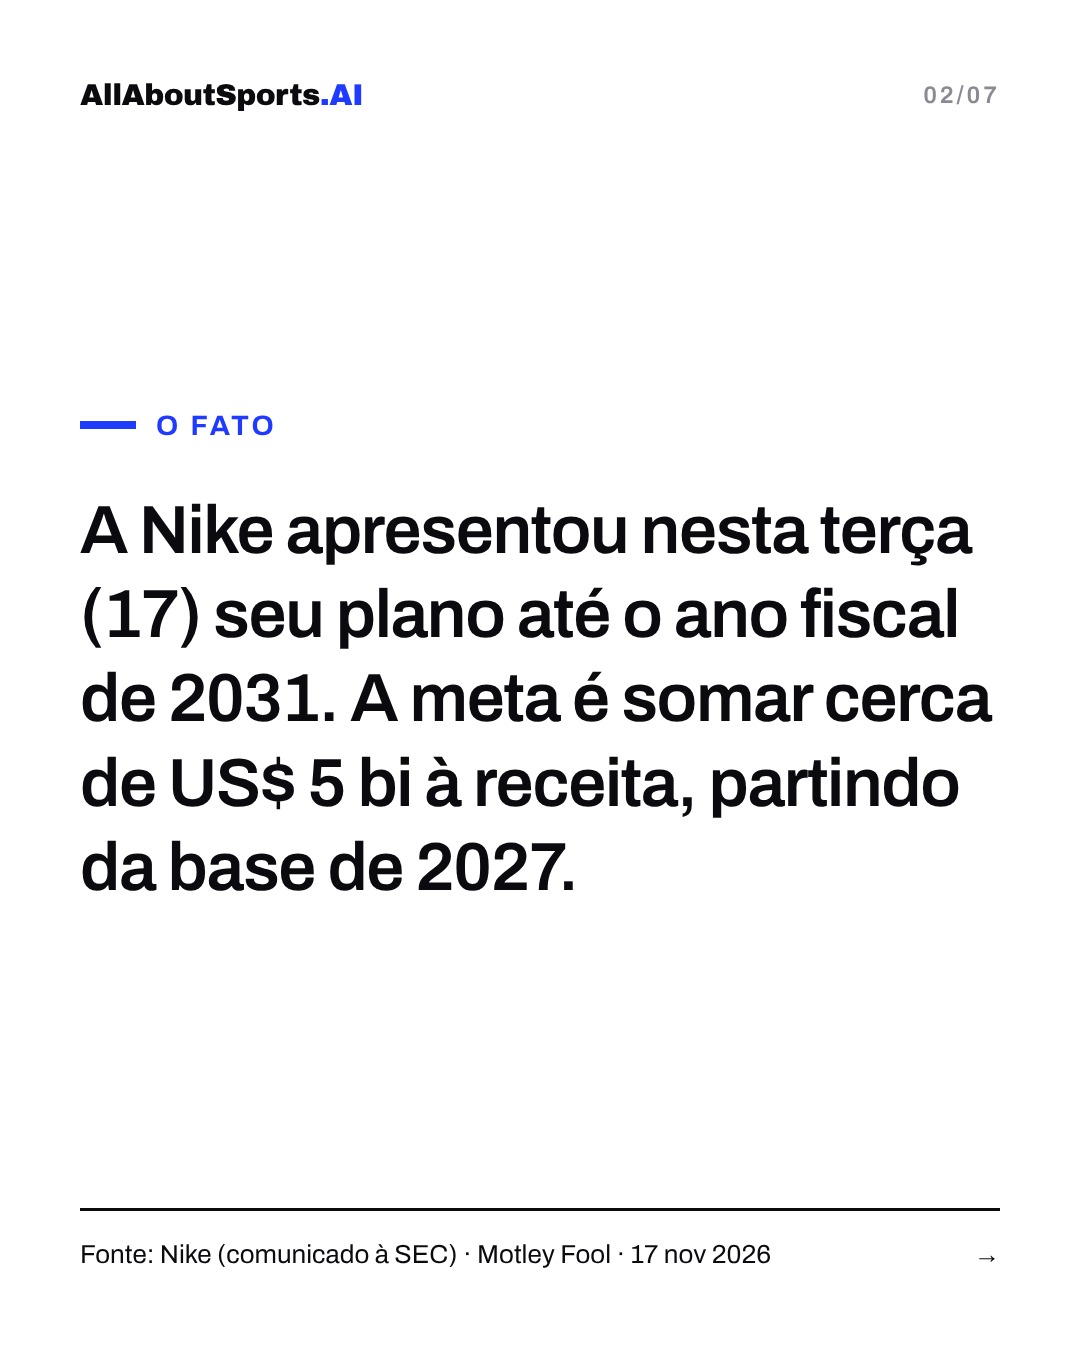 AllAboutSports.AI
02/07
O FATO
A Nike apresentou nesta terça
(17) seu plano até o ano fiscal
de 2031. A meta é somar cerca
de US$ 5 bi à receita, partindo
da base de 2027.
Fonte: Nike (comunicado à SEC) · Motley Fool · 17 nov 2026 →